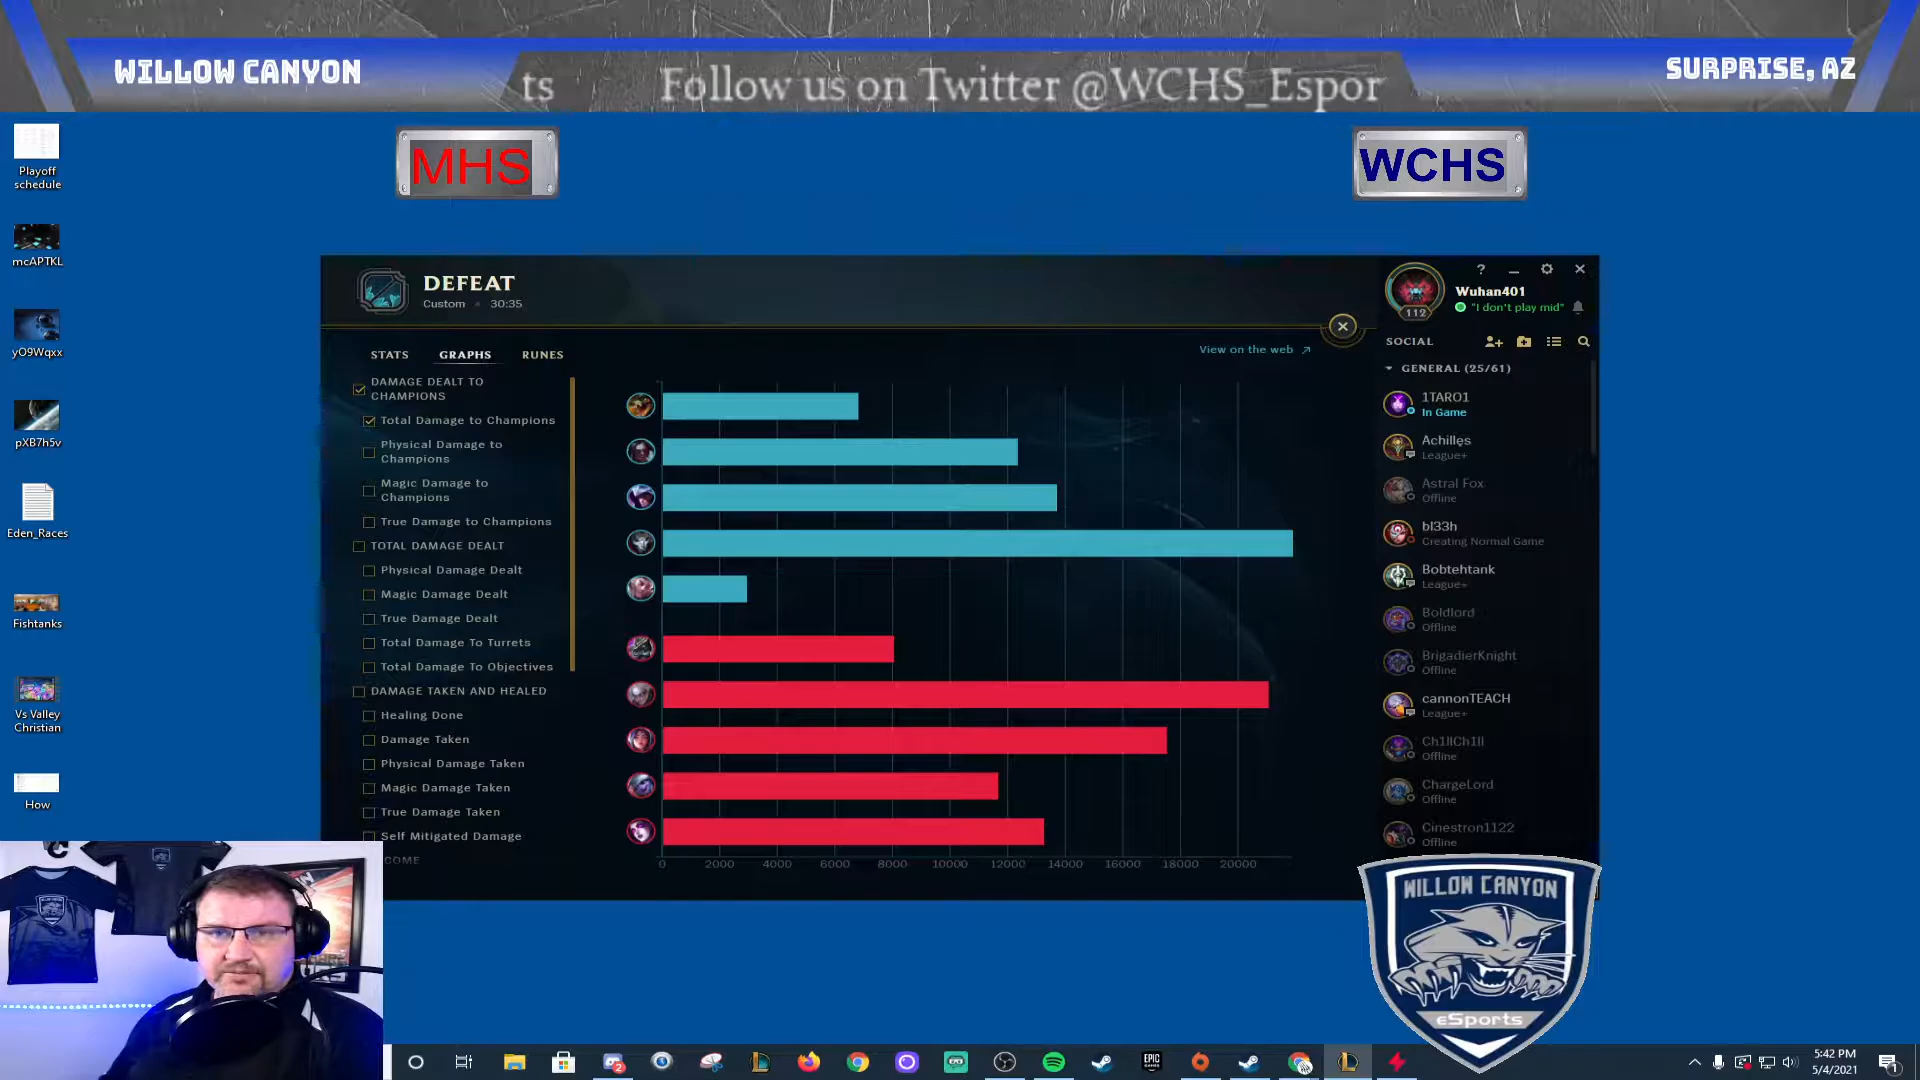 WILLOW CANYON
ts Follow us on Twitter @WCHS_Espor
SURPRISE, AZ
MHS
WCHS
Playoff
schedule
mcAPTKL
yO9Wqxx
pXB7h5v
Eden_Races
Fishtanks
Vs Valley
Christian
How
DEFEAT
Custom 30:35
STATS GRAPHS RUNES
View on the web
DAMAGE DEALT TO
CHAMPIONS
Total Damage to Champions
Physical Damage to
Champions
Magic Damage to
Champions
True Damage to Champions
TOTAL DAMAGE DEALT
Physical Damage Dealt
Magic Damage Dealt
True Damage Dealt
Total Damage To Turrets
Total Damage To Objectives
DAMAGE TAKEN AND HEALED
Healing Done
Damage Taken
Physical Damage Taken
Magic Damage Taken
True Damage Taken
Self Mitigated Damage
COME
0 2000 4000 6000 8000 10000 12000 14000 16000 18000 20000
?
112
Wuhan401
"I don't play mid"
SOCIAL
GENERAL (25/61)
1TARO1
In Game
Achilles
League+
Astral Fox
Offline
bl33h
Creating Normal Game
Bobtehtank
League+
Boldlord
Offline
BrigadierKnight
Offline
cannonTEACH
League+
Ch1llCh1ll
Offline
ChargeLord
Offline
Cinestron1122
Offline
WILLOW CANYON
eSports
2
EPIC
GAMES
5:42 PM
5/4/2021
1